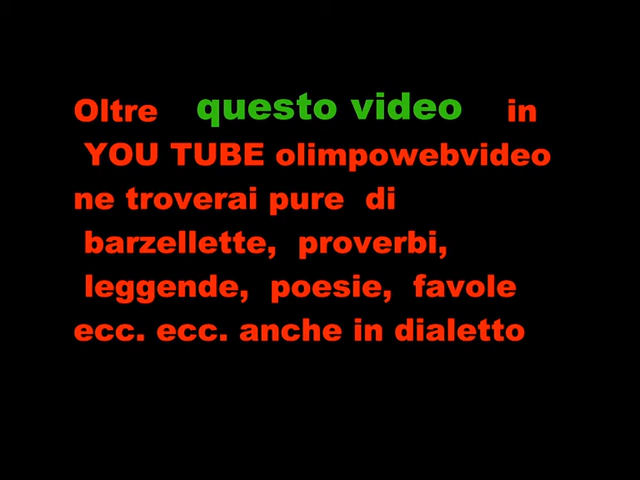 Oltre questo video in
YOU TUBE olimpowebvideo
ne troverai pure di
barzellette, proverbi,
leggende, poesie, favole
ecc. ecc. anche in dialetto